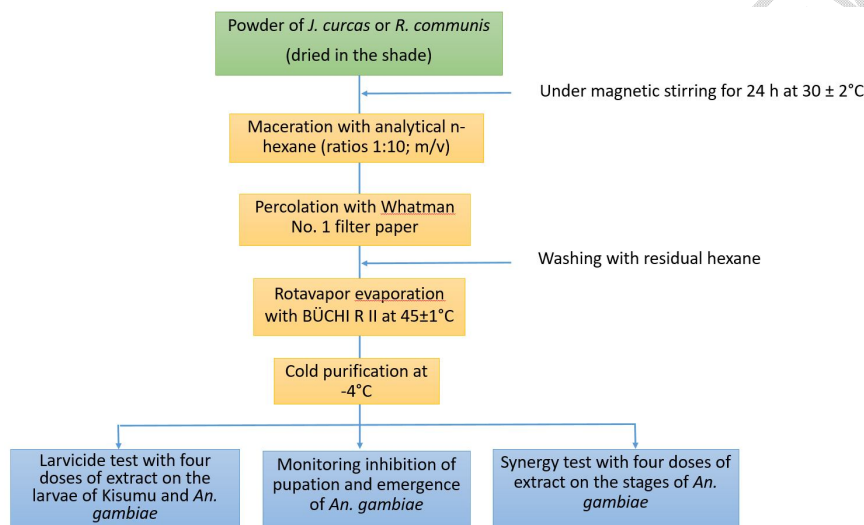 Powder of J. curcas or R. communis
(dried in the shade)
Under magnetic stirring for 24 h at 30 ± 2°C
Maceration with analytical n-
hexane (ratios 1:10; m/v)
Percolation with Whatman
No. 1 filter paper
Washing with residual hexane
Rotavapor evaporation
with BÜCHI R II at 45±1°C
Cold purification at
-4°C
Larvicide test with four
doses of extract on the
larvae of Kisumu and An.
gambiae
Monitoring inhibition of
pupation and emergence
of An. gambiae
Synergy test with four doses of
extract on the stages of An.
gambiae